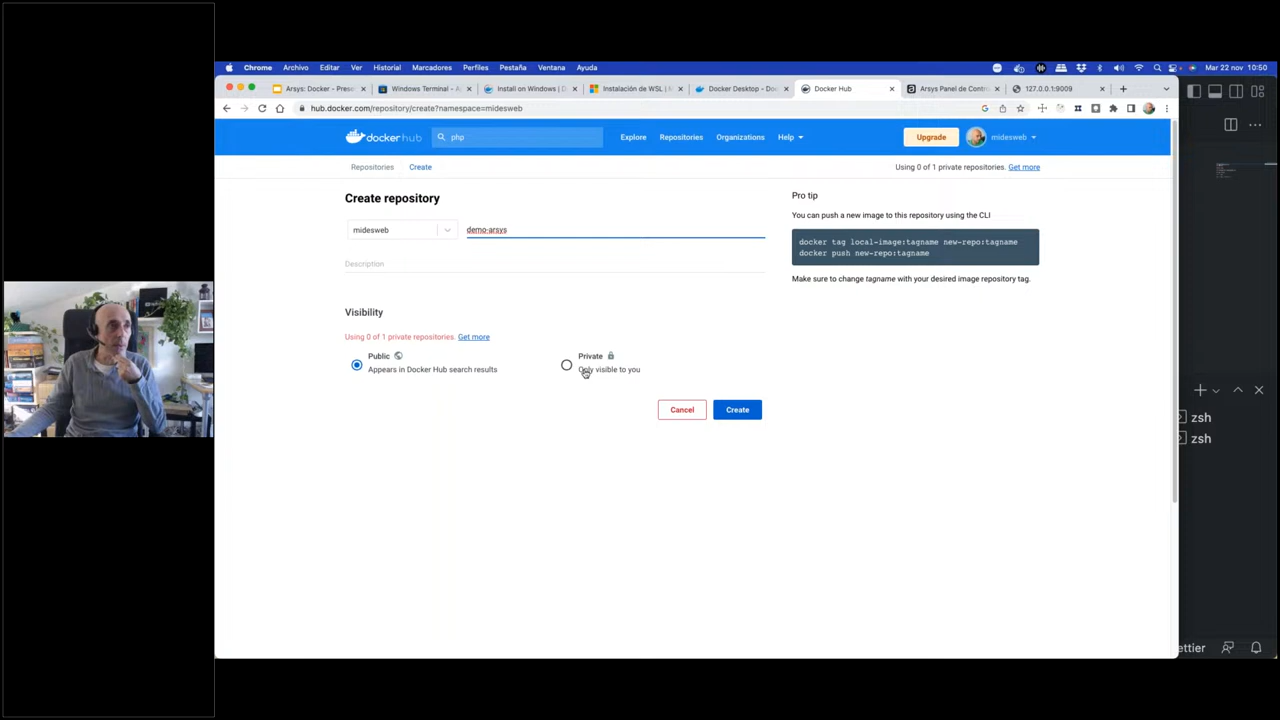 Chrome Archivo Editar Ver Historial Marcadores Perfiles Pestaña Ventana Ayuda Mar 22 nov 10:50
Arsys: Docker - Prese Windows Terminal - Ap Install on Windows | D Instalación de WSL | M Docker Desktop - Doc Docker Hub Arsys Panel de Contr 127.0.0.1:9009
hub.docker.com/repository/create?namespace=midesweb
dockerhub php Explore Repositories Organizations Help Upgrade midesweb
Repositories Create Using 0 of 1 private repositories. Get more
Create repository
midesweb demo-arsys
Description
Visibility
Using 0 of 1 private repositories. Get more
Public
Appears in Docker Hub search results
Private
Only visible to you
Cancel Create
Pro tip
You can push a new image to this repository using the CLI
docker tag local-image:tagname new-repo:tagname
docker push new-repo:tagname
Make sure to change tagname with your desired image repository tag.
zsh
zsh
ettier